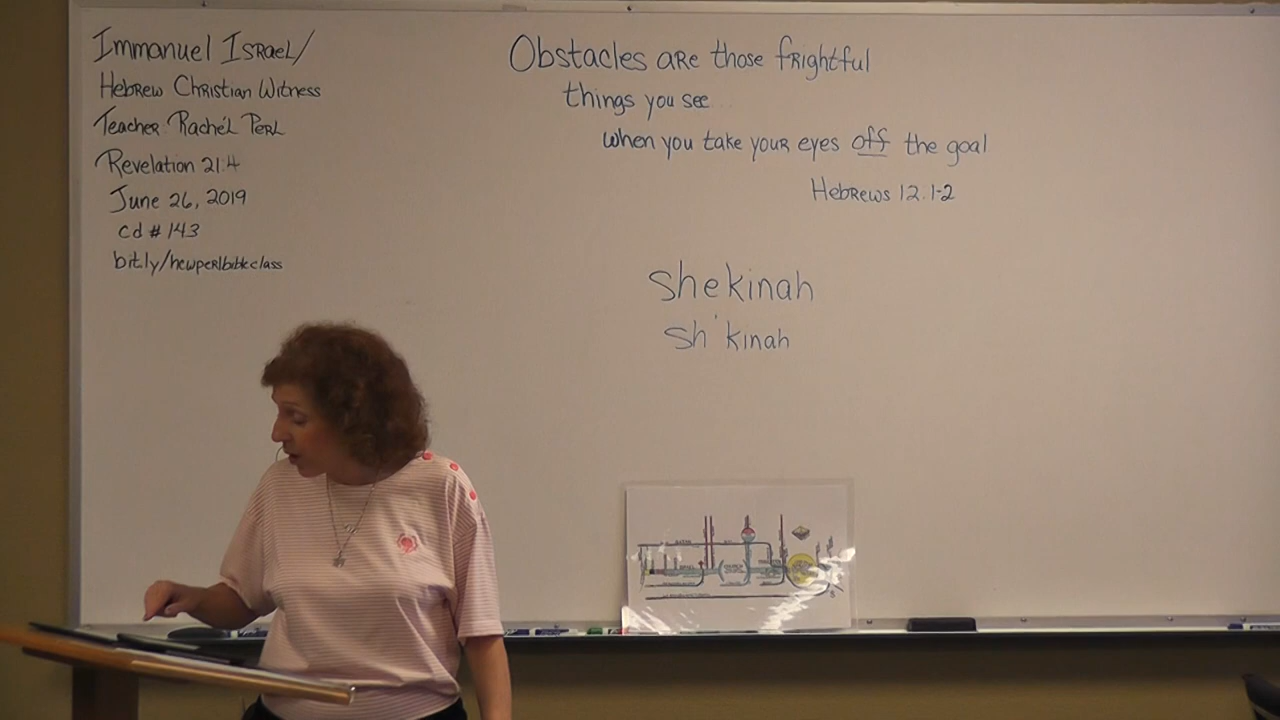 Immanuel Israel/
Hebrew Christian Witness
Teacher: Rachél Perl
Revelation 21.4
June 26, 2019
cd # 143
bit.ly/newperlbibleclass
Obstacles are those frightful
things you see
when you take your eyes off the goal
Hebrews 12.1-2
shekinah
sh'kinah